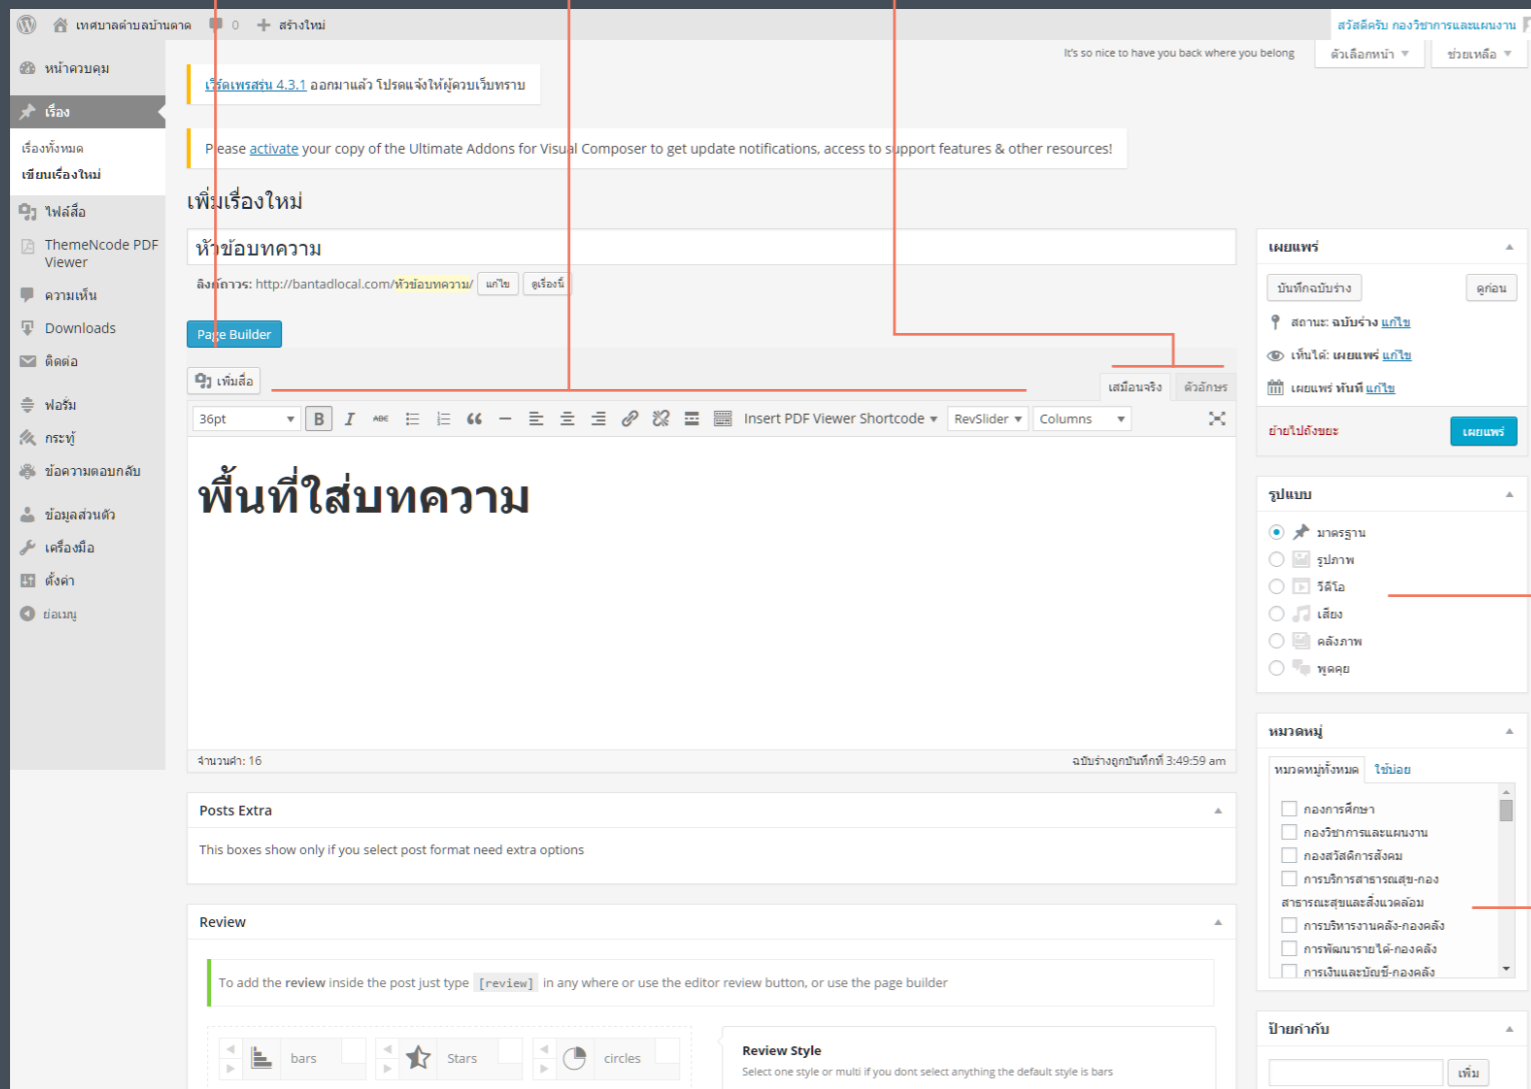 เทศบาลตำบลบ้านตาด 0 สร้างใหม่ สวัสดีครับ กองวิชาการและแผนงาน
It's so nice to have you back where you belong ตัวเลือกหน้า ช่วยเหลือ
หน้าควบคุม
เรื่อง
เรื่องทั้งหมด
เขียนเรื่องใหม่
ไฟล์สื่อ
ThemeNcode PDF
Viewer
ความเห็น
Downloads
ติดต่อ
ฟอรั่ม
กระทู้
ข้อความตอบกลับ
ข้อมูลส่วนตัว
เครื่องมือ
ตั้งค่า
ย่อเมนู
เวิร์ดเพรสรุ่น 4.3.1 ออกมาแล้ว โปรดแจ้งให้ผู้ควบเว็บทราบ
Please activate your copy of the Ultimate Addons for Visual Composer to get update notifications, access to support features & other resources!
เพิ่มเรื่องใหม่
หัวข้อบทความ
ลิงก์ถาวร: http://bantadlocal.com/หัวข้อบทความ/ แก้ไข ดูเรื่องนี้
Page Builder
เพิ่มสื่อ เสมือนจริง ตัวอักษร
36pt B I ABC Insert PDF Viewer Shortcode RevSlider Columns
พื้นที่ใส่บทความ
จำนวนคำ: 16 ฉบับร่างถูกบันทึกที่ 3:49:59 am
Posts Extra
This boxes show only if you select post format need extra options
Review
To add the review inside the post just type [review] in any where or use the editor review button, or use the page builder
bars Stars circles
Review Style
Select one style or multi if you dont select anything the default style is bars
เผยแพร่
บันทึกฉบับร่าง ดูก่อน
สถานะ: ฉบับร่าง แก้ไข
เห็นได้: เผยแพร่ แก้ไข
เผยแพร่ ทันที แก้ไข
ย้ายไปถังขยะ เผยแพร่
รูปแบบ
มาตรฐาน
รูปภาพ
วีดีโอ
เสียง
คลังภาพ
พูดคุย
หมวดหมู่
หมวดหมู่ทั้งหมด ใช้บ่อย
กองการศึกษา
กองวิชาการและแผนงาน
กองสวัสดิการสังคม
การบริการสาธารณสุข-กอง
สาธารณะสุขและสิ่งแวดล้อม
การบริหารงานคลัง-กองคลัง
การพัฒนารายได้-กองคลัง
การเงินและบัญชี-กองคลัง
ป้ายกำกับ
เพิ่ม